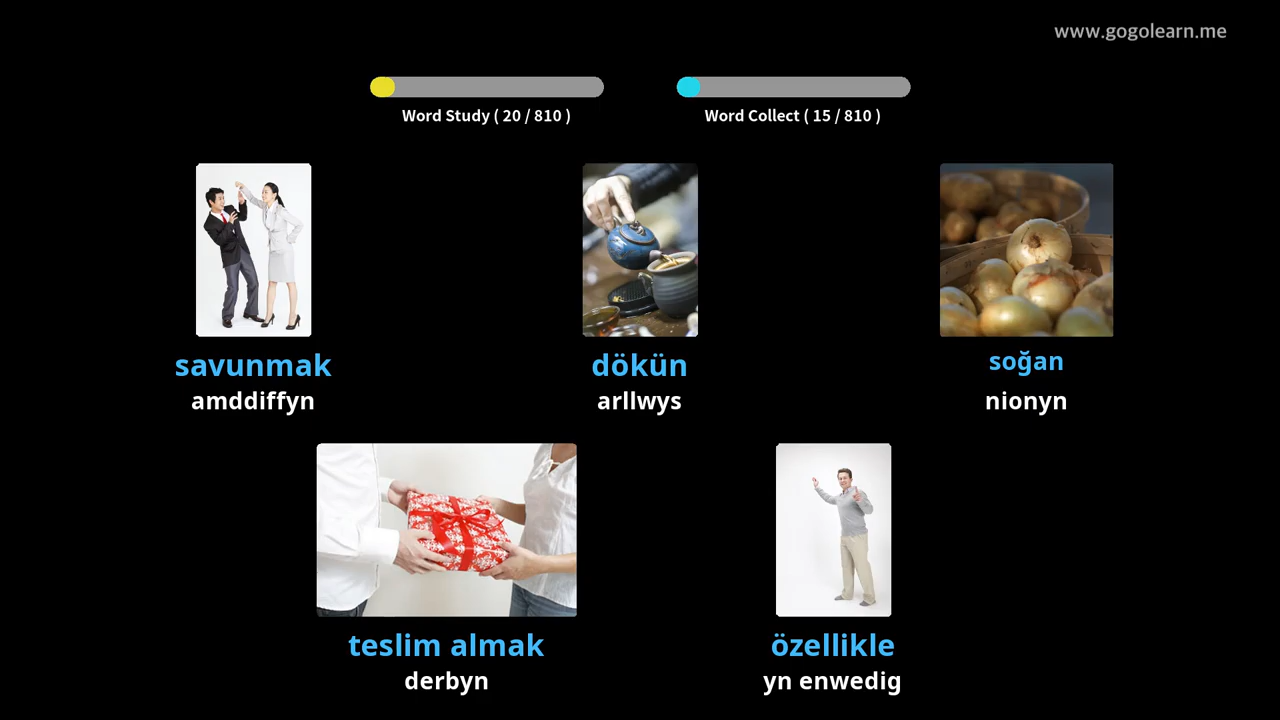 www.gogolearn.me
Word Study ( 20 / 810 )
Word Collect ( 15 / 810 )
savunmak
amddiffyn
dökün
arllwys
soğan
nionyn
teslim almak
derbyn
özellikle
yn enwedig